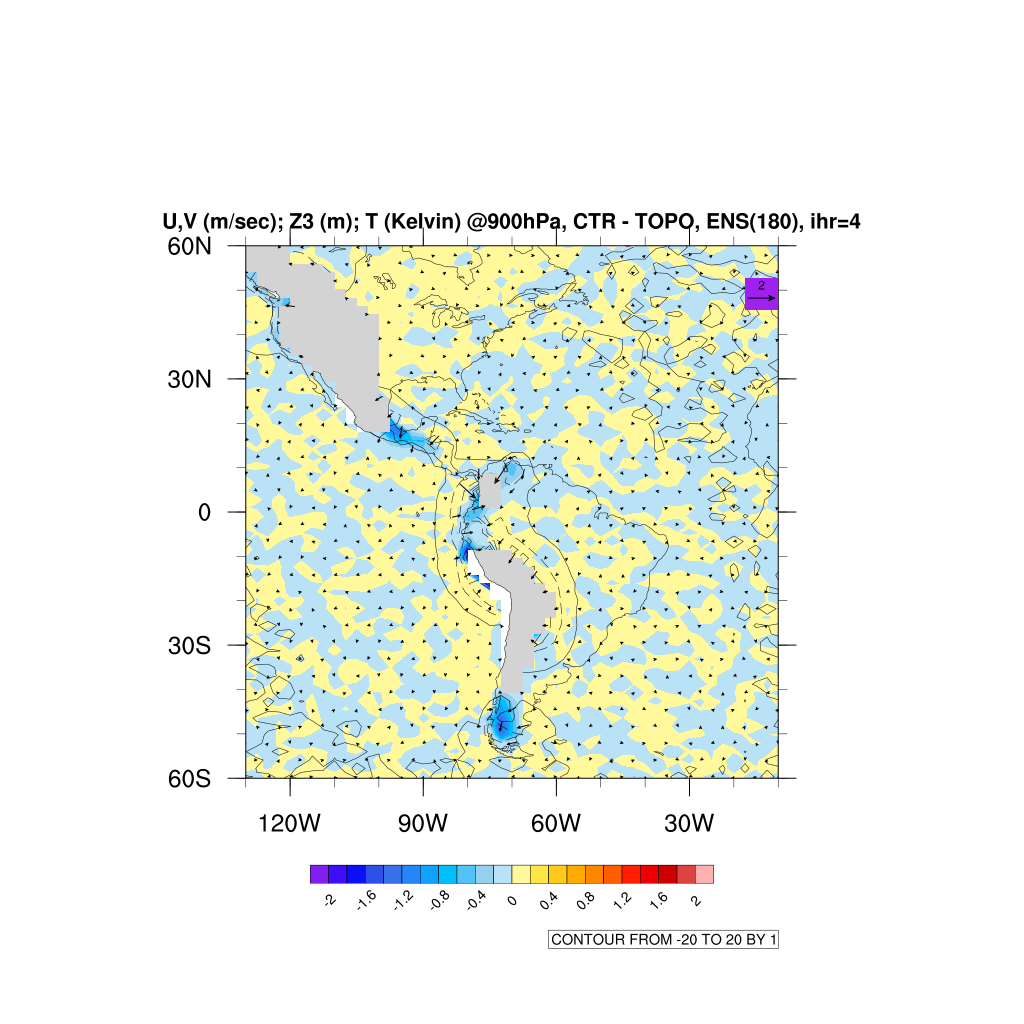 U,V (m/sec); Z3 (m); T (Kelvin) @900hPa, CTR - TOPO, ENS(180), ihr=4
60N
2
30N
0
30S
60S
120W 90W 60W 30W
-2 -1.6 -1.2 -0.8 -0.4 0 0.4 0.8 1.2 1.6 2
CONTOUR FROM -20 TO 20 BY 1